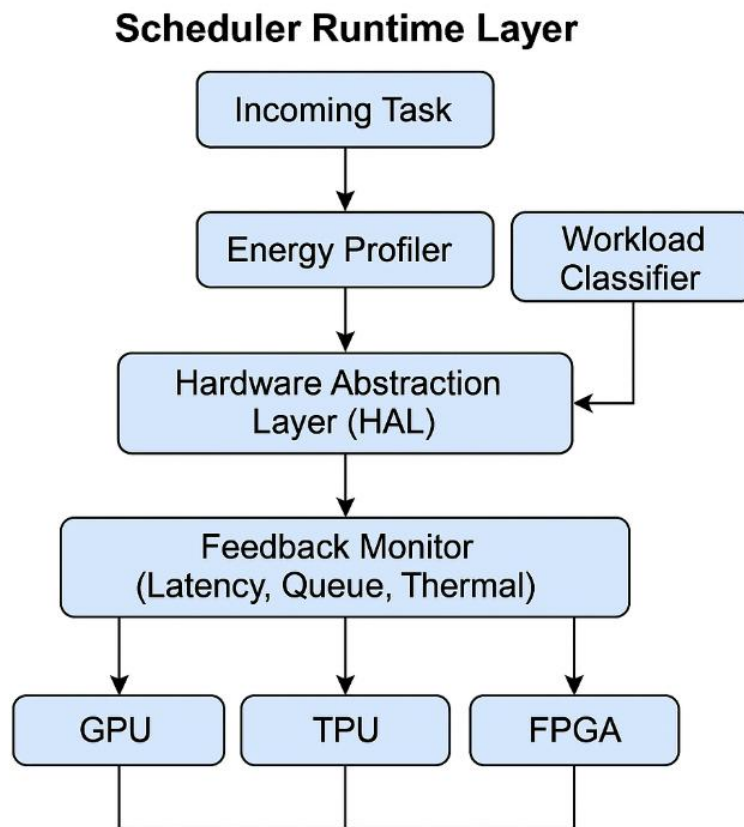 Scheduler Runtime Layer
Incoming Task
Energy Profiler
Workload
Classifier
Hardware Abstraction
Layer (HAL)
Feedback Monitor
(Latency, Queue, Thermal)
GPU
TPU
FPGA